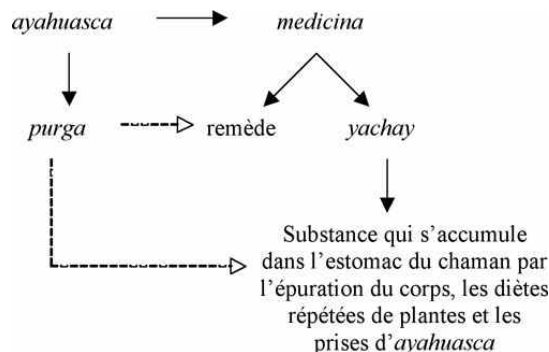 ayahuasca medicina
purga remède yachay
Substance qui s’accumule
dans l’estomac du chaman par
l’épuration du corps, les diètes
répétées de plantes et les
prises d’ayahuasca